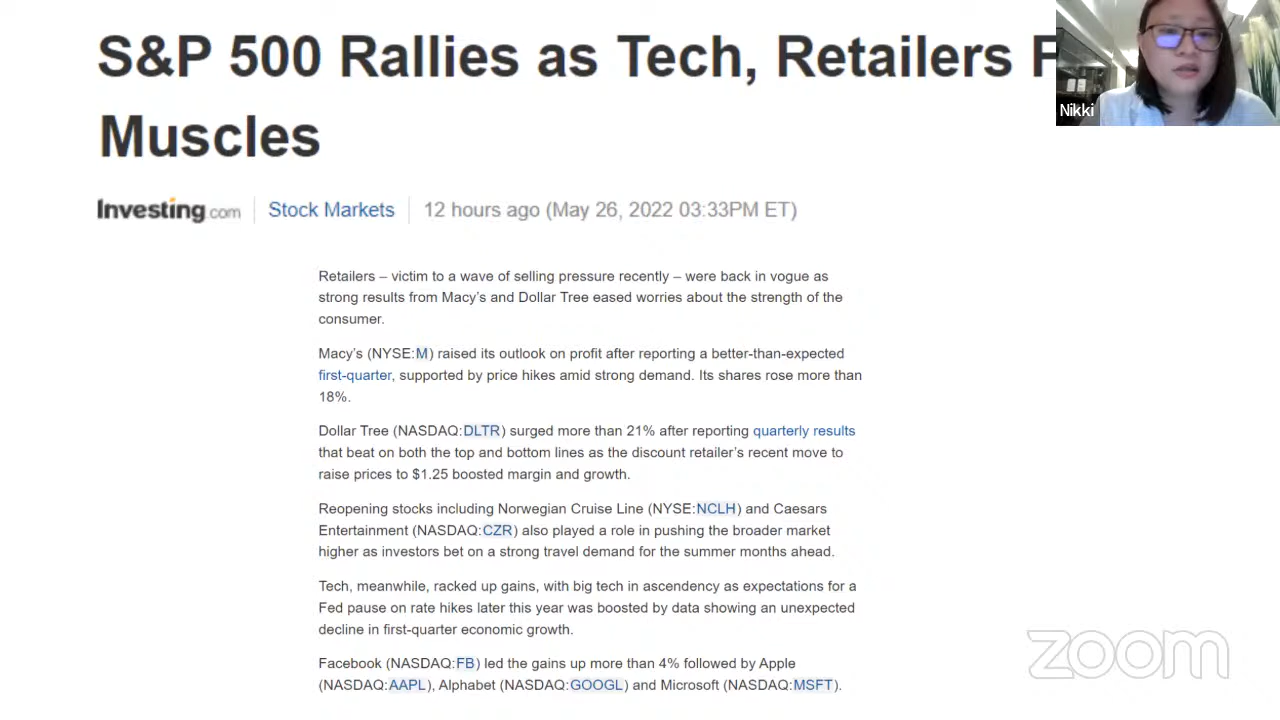 S&P 500 Rallies as Tech, Retailers F
Muscles
Nikki
Investing.com Stock Markets 12 hours ago (May 26, 2022 03:33PM ET)
Retailers – victim to a wave of selling pressure recently – were back in vogue as
strong results from Macy's and Dollar Tree eased worries about the strength of the
consumer.
Macy's (NYSE:M) raised its outlook on profit after reporting a better-than-expected
first-quarter, supported by price hikes amid strong demand. Its shares rose more than
18%.
Dollar Tree (NASDAQ:DLTR) surged more than 21% after reporting quarterly results
that beat on both the top and bottom lines as the discount retailer's recent move to
raise prices to $1.25 boosted margin and growth.
Reopening stocks including Norwegian Cruise Line (NYSE:NCLH) and Caesars
Entertainment (NASDAQ:CZR) also played a role in pushing the broader market
higher as investors bet on a strong travel demand for the summer months ahead.
Tech, meanwhile, racked up gains, with big tech in ascendency as expectations for a
Fed pause on rate hikes later this year was boosted by data showing an unexpected
decline in first-quarter economic growth.
Facebook (NASDAQ:FB) led the gains up more than 4% followed by Apple
(NASDAQ:AAPL), Alphabet (NASDAQ:GOOGL) and Microsoft (NASDAQ:MSFT).
zoom